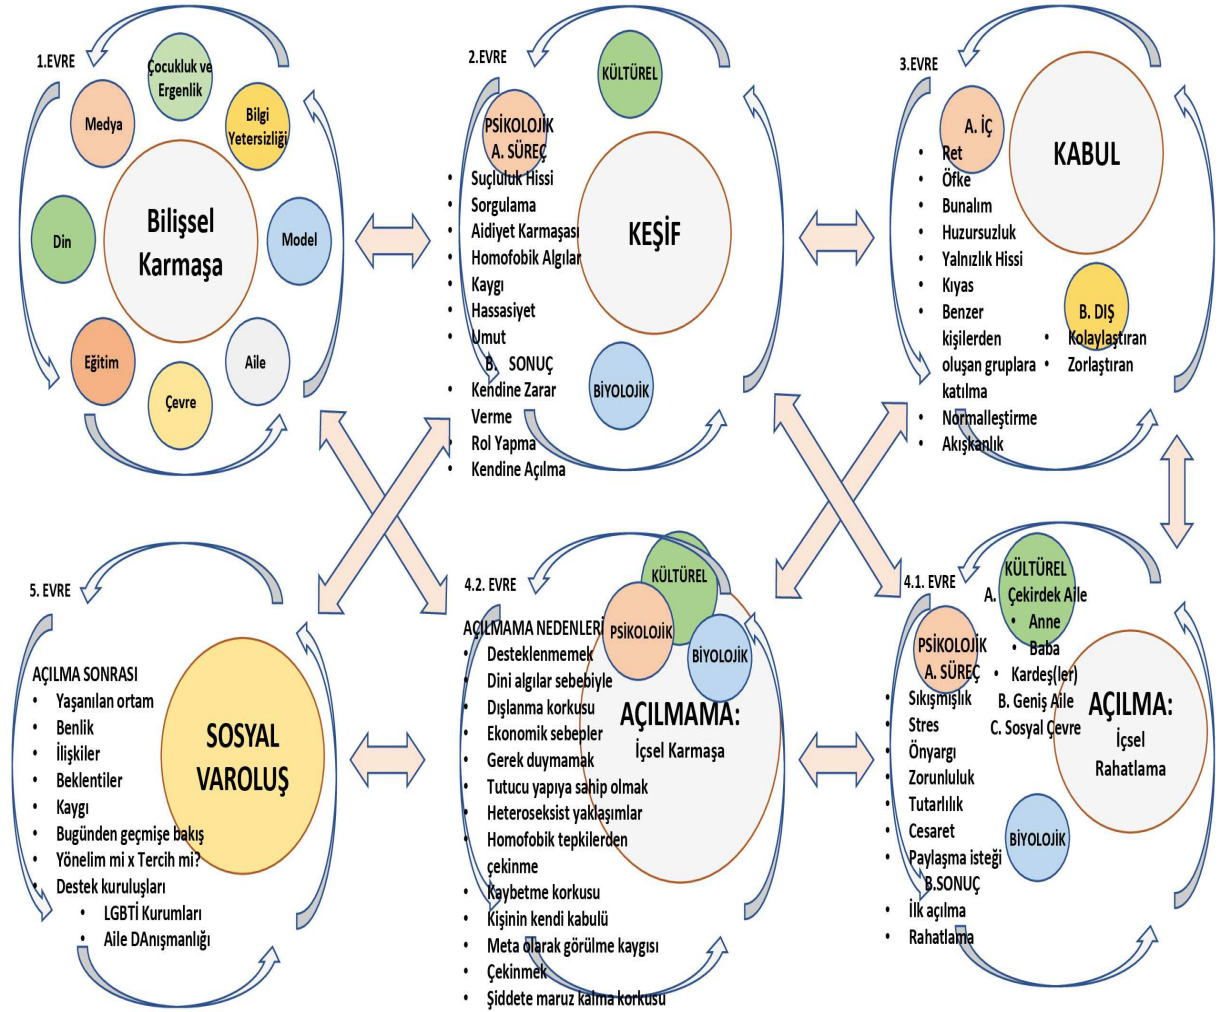 1.EVRE
Çocukluk ve
Ergenlik
Medya
Bilgi
Yetersizliği
Din
Bilişsel
Karmaşa
Model
Eğitim
Aile
Çevre
2.EVRE
KÜLTÜREL
PSİKOLOJİK
A. SÜREÇ
• Suçluluk Hissi
• Sorgulama
• Aidiyet Karmaşası
• Homofobik Algılar
• Kaygı
• Hassasiyet
• Umut
B. SONUÇ
• Kendine Zarar
Verme
• Rol Yapma
• Kendine Açılma
KEŞİF
BİYOLOJİK
3.EVRE
A. İÇ
• Ret
• Öfke
• Bunalım
• Huzursuzluk
• Yalnızlık Hissi
• Kıyas
• Benzer
kişilerden
oluşan gruplara
katılma
• Normalleştirme
• Akışkanlık
KABUL
B. DIŞ
• Kolaylaştıran
• Zorlaştıran
5. EVRE
AÇILMA SONRASI
• Yaşanılan ortam
• Benlik
• İlişkiler
• Beklentiler
• Kaygı
• Bugünden geçmişe bakış
• Yönelim mi x Tercih mi?
• Destek kuruluşları
• LGBTİ Kurumları
• Aile DAnışmanlığı
SOSYAL
VAROLUŞ
4.2. EVRE
KÜLTÜREL
PSİKOLOJİK
BİYOLOJİK
AÇILMAMA NEDENLERİ
• Desteklenmemek
• Dini algılar sebebiyle
• Dışlanma korkusu
• Ekonomik sebepler
• Gerek duymamak
• Tutucu yapıya sahip olmak
• Heteroseksist yaklaşımlar
• Homofobik tepkilerden
çekinme
• Kaybetme korkusu
• Kişinin kendi kabulü
• Meta olarak görülme kaygısı
• Çekinmek
• Şiddete maruz kalma korkusu
AÇILMAMA:
İçsel Karmaşa
4.1. EVRE
KÜLTÜREL
A. Çekirdek Aile
• Anne
• Baba
• Kardeş(ler)
B. Geniş Aile
C. Sosyal Çevre
PSİKOLOJİK
A. SÜREÇ
• Sıkışmışlık
• Stres
• Önyargı
• Zorunluluk
• Tutarlılık
• Cesaret
• Paylaşma isteği
B.SONUÇ
• İlk açılma
• Rahatlama
AÇILMA:
İçsel
Rahatlama
BİYOLOJİK